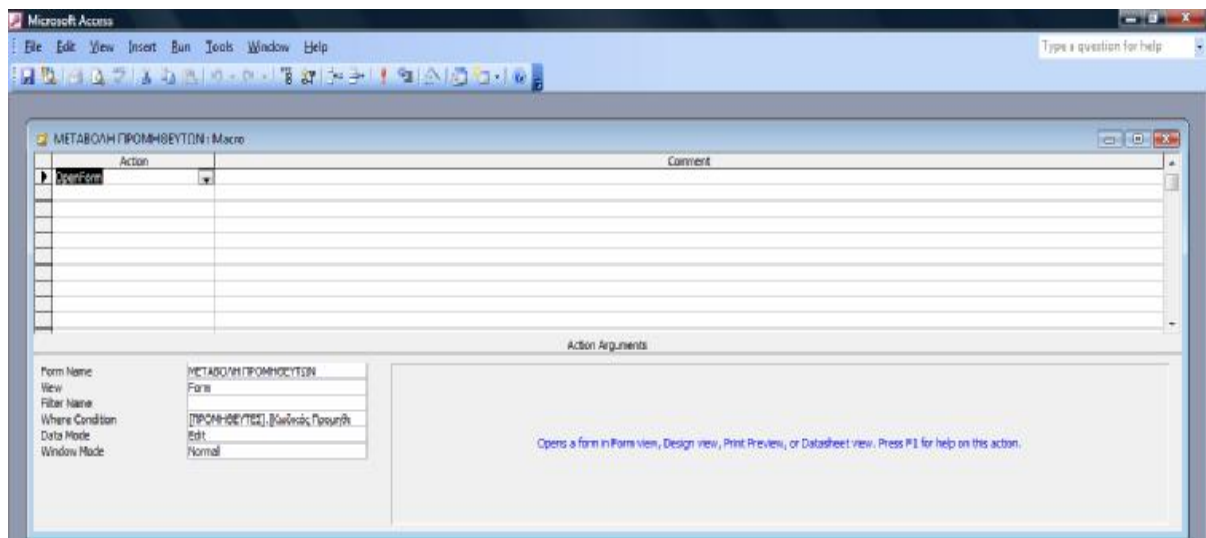 Microsoft Access
File Edit View Insert Run Tools Window Help
Type a question for help
ΜΕΤΑΒΟΛΗ ΠΡΟΜΗΘΕΥΤΩΝ : Macro
Action Comment
OpenForm
Action Arguments
Form Name ΜΕΤΑΒΟΛΗ ΠΡΟΜΗΘΕΥΤΩΝ
View Form
Filter Name
Where Condition [ΠΡΟΜΗΘΕΥΤΕΣ].[Κωδικός Προμηθε
Data Mode Edit
Window Mode Normal
Opens a form in Form view, Design view, Print Preview, or Datasheet view. Press F1 for help on this action.